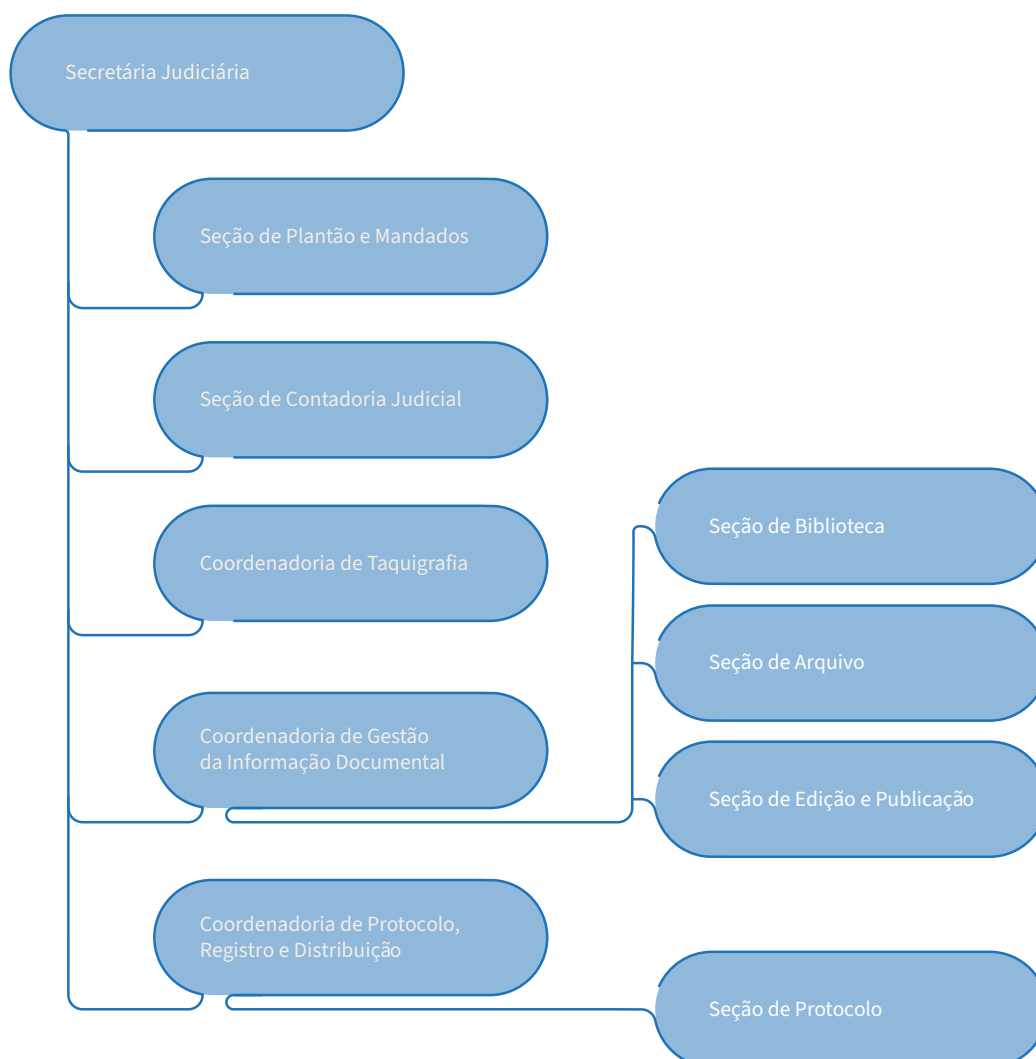 Secretária Judiciária
Seção de Plantão e Mandados
Seção de Contadoria Judicial
Coordenadoria de Taquigrafia
Coordenadoria de Gestão
da Informação Documental
Seção de Biblioteca
Seção de Arquivo
Seção de Edição e Publicação
Coordenadoria de Protocolo,
Registro e Distribuição
Seção de Protocolo